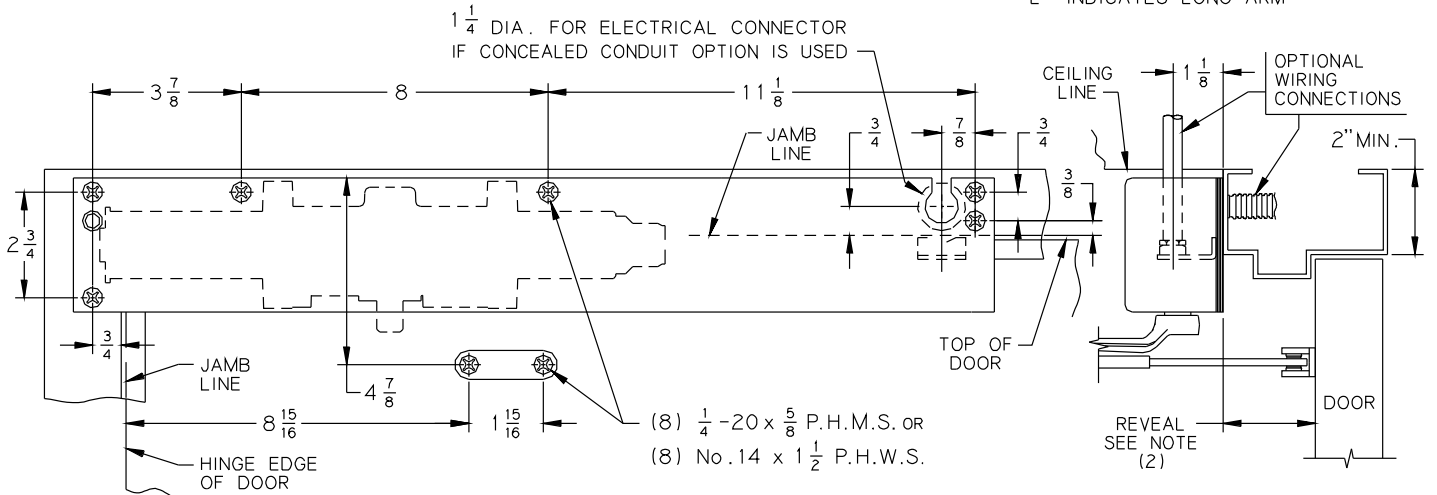 "L" INDICATES LONG ARM
1 1/4 DIA. FOR ELECTRICAL CONNECTOR
IF CONCEALED CONDUIT OPTION IS USED
3 7/8
8
11 1/8
JAMB
LINE
3/4
7/8
3/4
3/8
CEILING
LINE
1 1/8
OPTIONAL
WIRING
CONNECTIONS
2" MIN.
2 3/4
3/4
JAMB
LINE
4 7/8
TOP OF
DOOR
8 15/16
1 15/16
(8) 1/4 -20 x 5/8 P.H.M.S. OR
(8) No.14 x 1 1/2 P.H.W.S.
HINGE EDGE
OF DOOR
REVEAL
SEE NOTE
(2)
DOOR